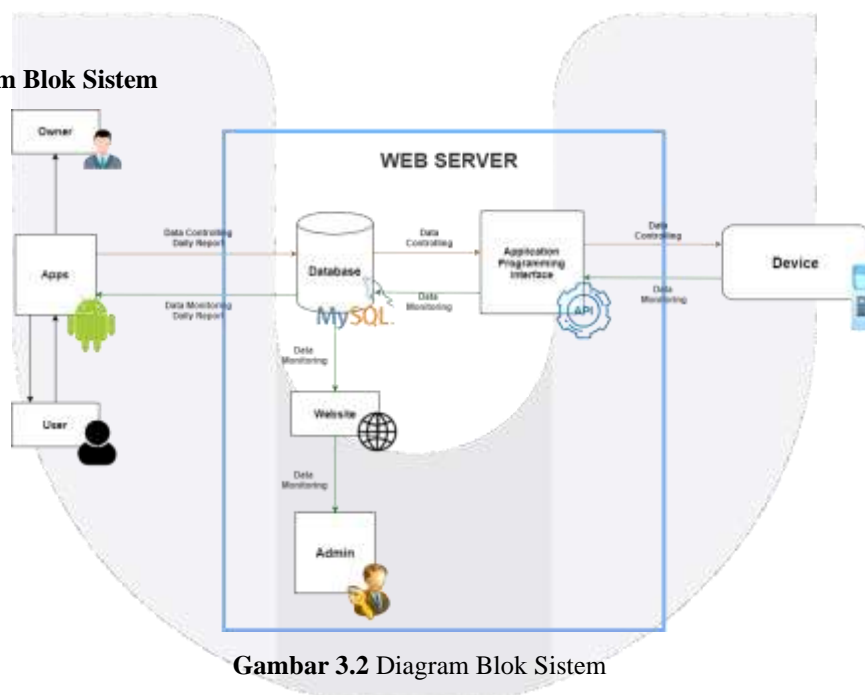 m Blok Sistem
Owner
WEB SERVER
Data Controlling
Daily Report
Data
Controlling
Data
Controlling
Apps
Database
Application
Programming
Interface
Device
Data Monitoring
Daily Report
Data
Monitoring
Data
Monitoring
MySQL
API
Data
Monitoring
User
Website
Data
Monitoring
Admin
Gambar 3.2 Diagram Blok Sistem